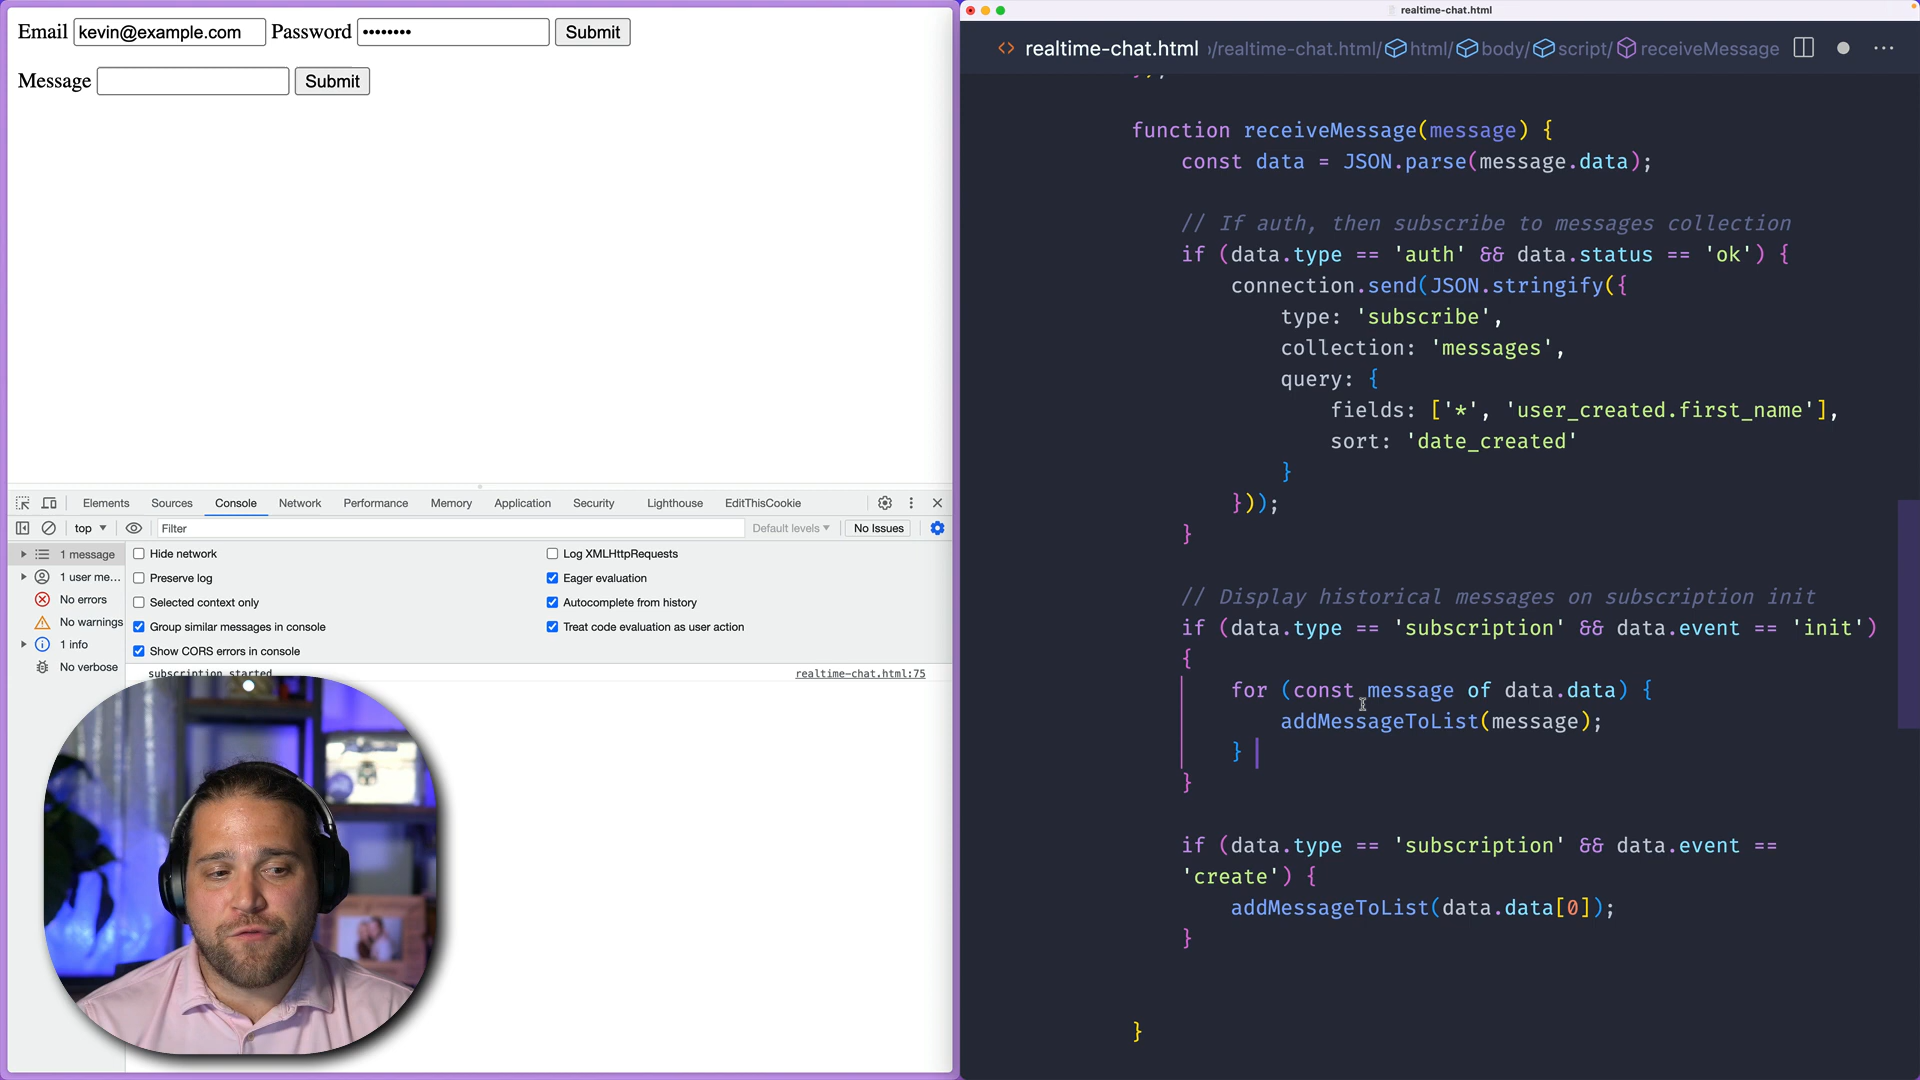 Email kevin@example.com Password •••••••• Submit
Message Submit
Elements Sources Console Network Performance Memory Application Security Lighthouse EditThisCookie
top Filter Default levels No Issues
1 message
1 user me...
No errors
No warnings
1 info
No verbose
Hide network
Preserve log
Selected context only
Group similar messages in console
Show CORS errors in console
Log XMLHttpRequests
Eager evaluation
Autocomplete from history
Treat code evaluation as user action
subscription started realtime-chat.html:75
realtime-chat.html
realtime-chat.html /realtime-chat.html/ html/ body/ script/ receiveMessage
function receiveMessage(message) {
const data = JSON.parse(message.data);
// If auth, then subscribe to messages collection
if (data.type == 'auth' && data.status == 'ok') {
connection.send(JSON.stringify({
type: 'subscribe',
collection: 'messages',
query: {
fields: ['*', 'user_created.first_name'],
sort: 'date_created'
}
}));
}
// Display historical messages on subscription init
if (data.type == 'subscription' && data.event == 'init')
{
for (const message of data.data) {
addMessageToList(message);
}
}
if (data.type == 'subscription' && data.event ==
'create') {
addMessageToList(data.data[0]);
}
}